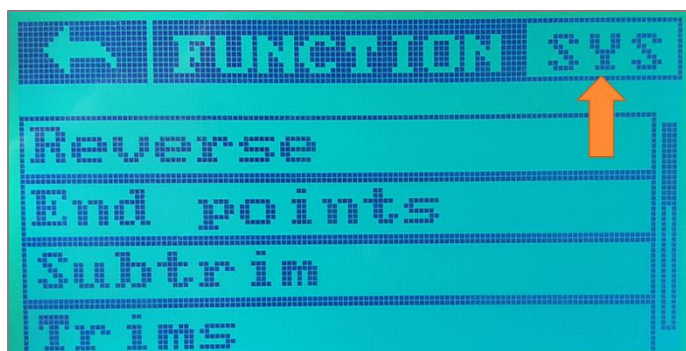 FUNCTION SYS
Reverse
End points
Subtrim
Trims